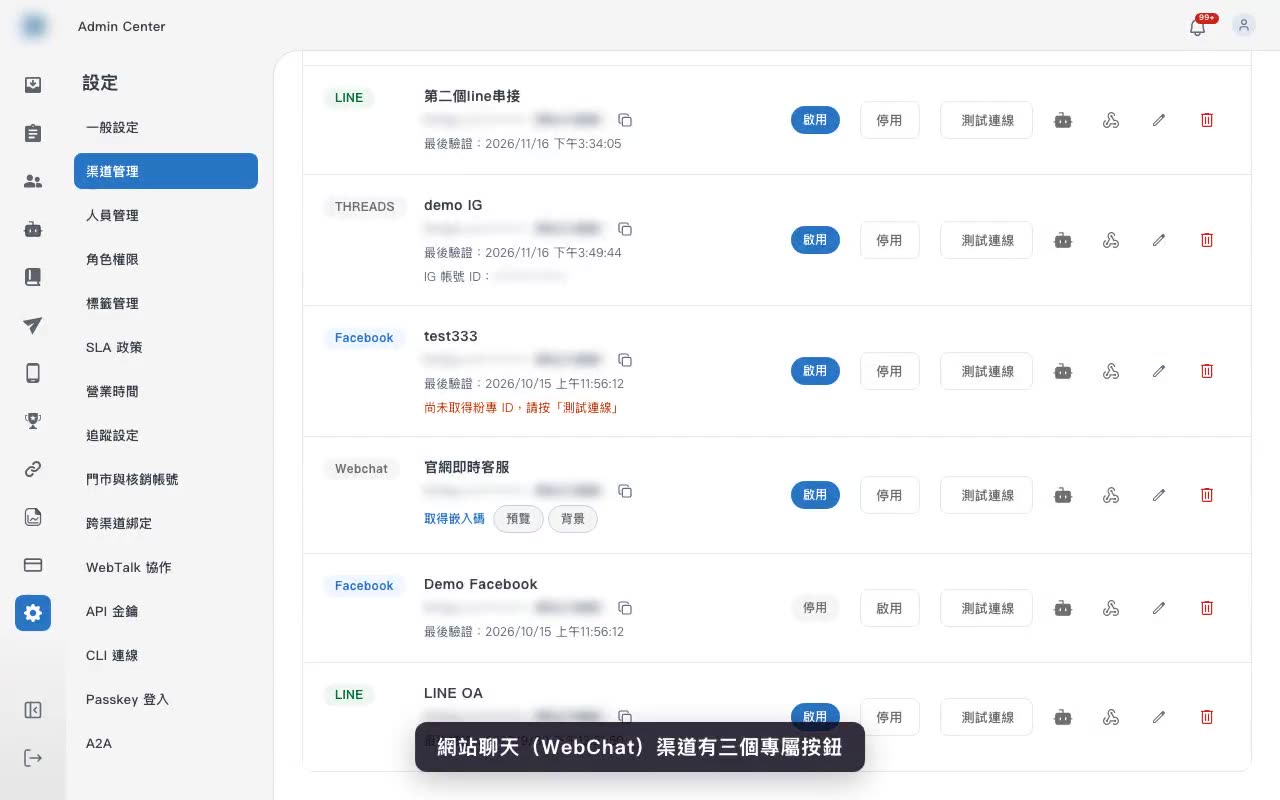 Admin Center
99+
設定
一般設定
渠道管理
人員管理
角色權限
標籤管理
SLA 政策
營業時間
追蹤設定
門市與核銷帳號
跨渠道綁定
WebTalk 協作
API 金鑰
CLI 連線
Passkey 登入
A2A
LINE
第二個line串接
最後驗證：2026/11/16 下午3:34:05
啟用
停用
測試連線
THREADS
demo IG
最後驗證：2026/11/16 下午3:49:44
IG 帳號 ID：
啟用
停用
測試連線
Facebook
test333
最後驗證：2026/10/15 上午11:56:12
尚未取得粉專 ID，請按「測試連線」
啟用
停用
測試連線
Webchat
官網即時客服
取得嵌入碼 預覽 背景
啟用
停用
測試連線
Facebook
Demo Facebook
最後驗證：2026/10/15 上午11:56:12
停用
啟用
測試連線
LINE
LINE OA
啟用
停用
測試連線
網站聊天（WebChat）渠道有三個專屬按鈕